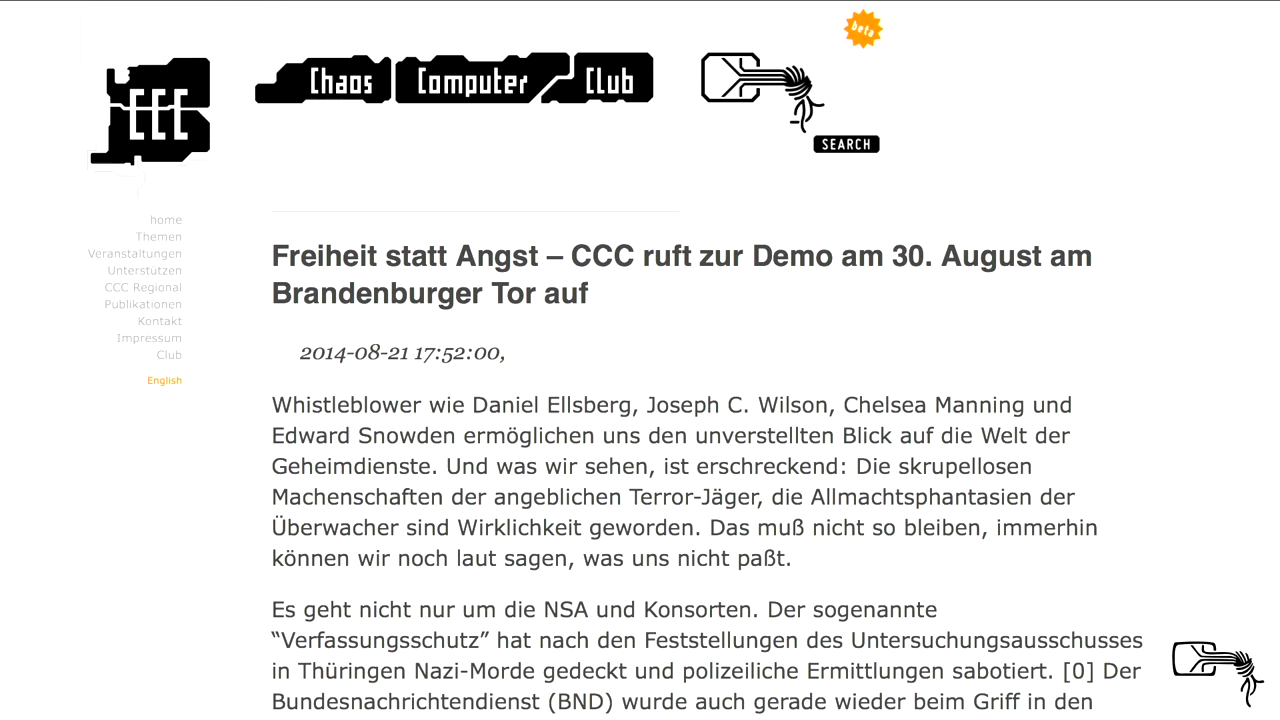 beta
CCC
Chaos Computer Club
SEARCH
home
Themen
Veranstaltungen
Unterstutzen
CCC Regional
Publikationen
Kontakt
Impressum
Club
English
Freiheit statt Angst – CCC ruft zur Demo am 30. August am
Brandenburger Tor auf
2014-08-21 17:52:00,
Whistleblower wie Daniel Ellsberg, Joseph C. Wilson, Chelsea Manning und
Edward Snowden ermöglichen uns den unverstellten Blick auf die Welt der
Geheimdienste. Und was wir sehen, ist erschreckend: Die skrupellosen
Machenschaften der angeblichen Terror-Jäger, die Allmachtsphantasien der
Überwacher sind Wirklichkeit geworden. Das muß nicht so bleiben, immerhin
können wir noch laut sagen, was uns nicht paßt.
Es geht nicht nur um die NSA und Konsorten. Der sogenannte
“Verfassungsschutz” hat nach den Feststellungen des Untersuchungsausschusses
in Thüringen Nazi-Morde gedeckt und polizeiliche Ermittlungen sabotiert. [0] Der
Bundesnachrichtendienst (BND) wurde auch gerade wieder beim Griff in den